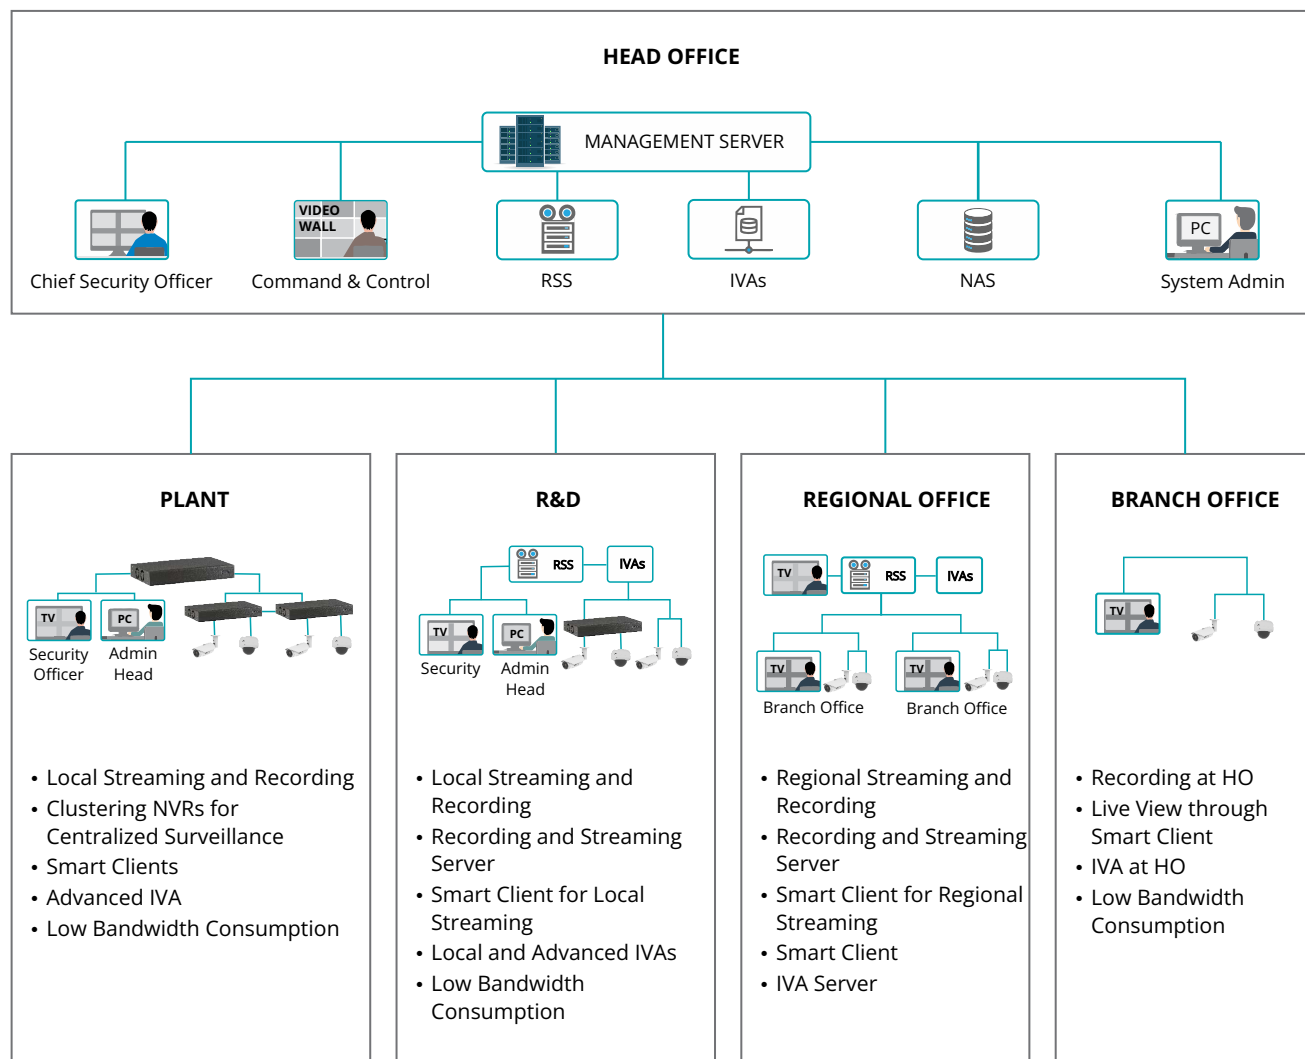 HEAD OFFICE
MANAGEMENT SERVER
VIDEO
WALL
PC
Chief Security Officer
Command & Control
RSS
IVAs
NAS
System Admin
PLANT
TV
PC
Security
Officer
Admin
Head
• Local Streaming and Recording
• Clustering NVRs for
Centralized Surveillance
• Smart Clients
• Advanced IVA
• Low Bandwidth Consumption
R&D
RSS
IVAs
TV
PC
Security
Admin
Head
• Local Streaming and
Recording
• Recording and Streaming
Server
• Smart Client for Local
Streaming
• Local and Advanced IVAs
• Low Bandwidth
Consumption
REGIONAL OFFICE
TV
RSS
IVAs
TV
TV
Branch Office
Branch Office
• Regional Streaming and
Recording
• Recording and Streaming
Server
• Smart Client for Regional
Streaming
• Smart Client
• IVA Server
BRANCH OFFICE
TV
• Recording at HO
• Live View through
Smart Client
• IVA at HO
• Low Bandwidth
Consumption